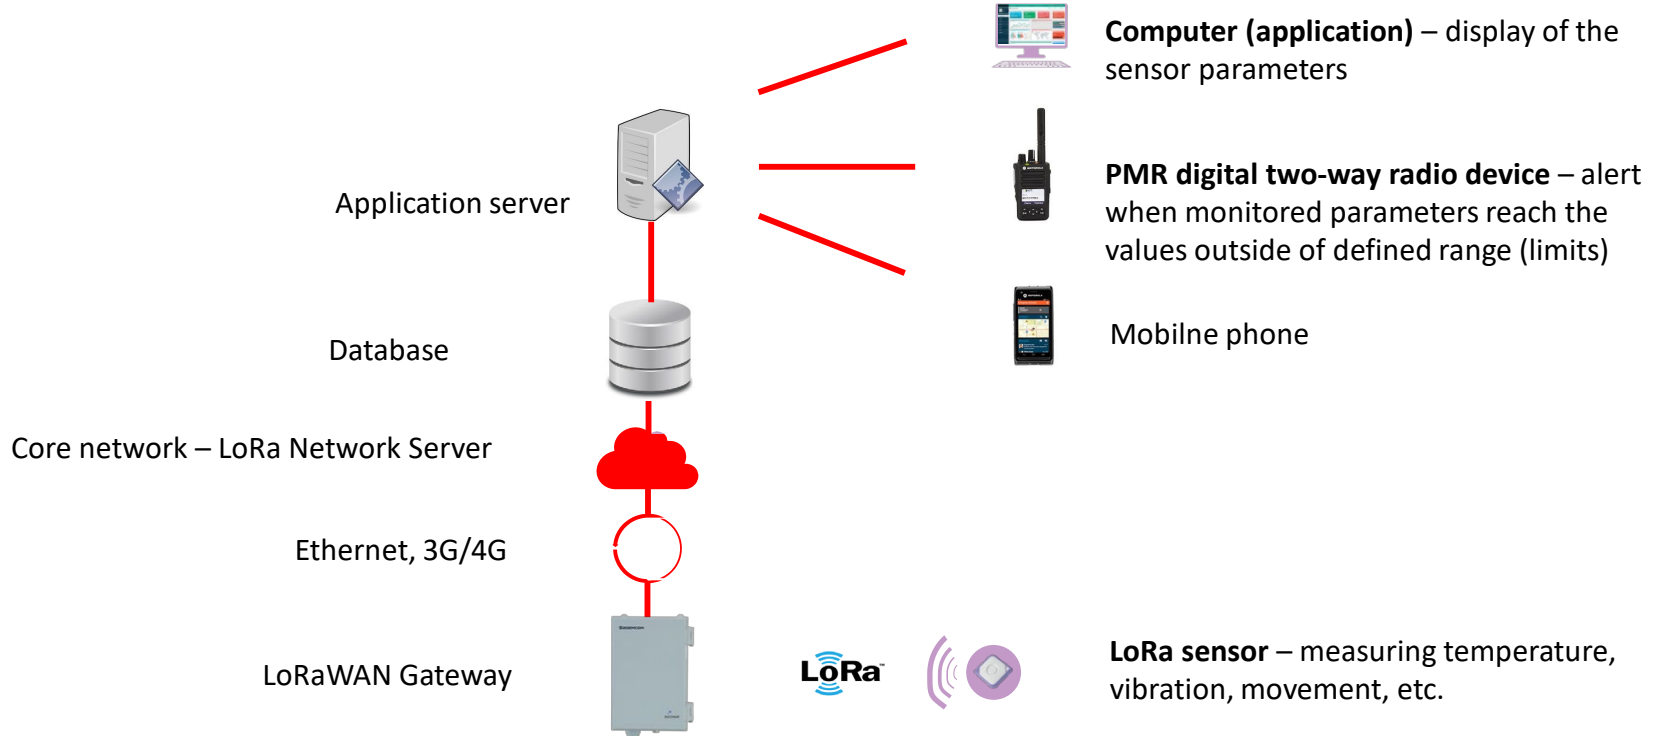 Computer (application) – display of the
sensor parameters
Application server
PMR digital two-way radio device – alert
when monitored parameters reach the
values outside of defined range (limits)
Database
Mobilne phone
Core network – LoRa Network Server
Ethernet, 3G/4G
LoRaWAN Gateway
LoRa
LoRa sensor – measuring temperature,
vibration, movement, etc.